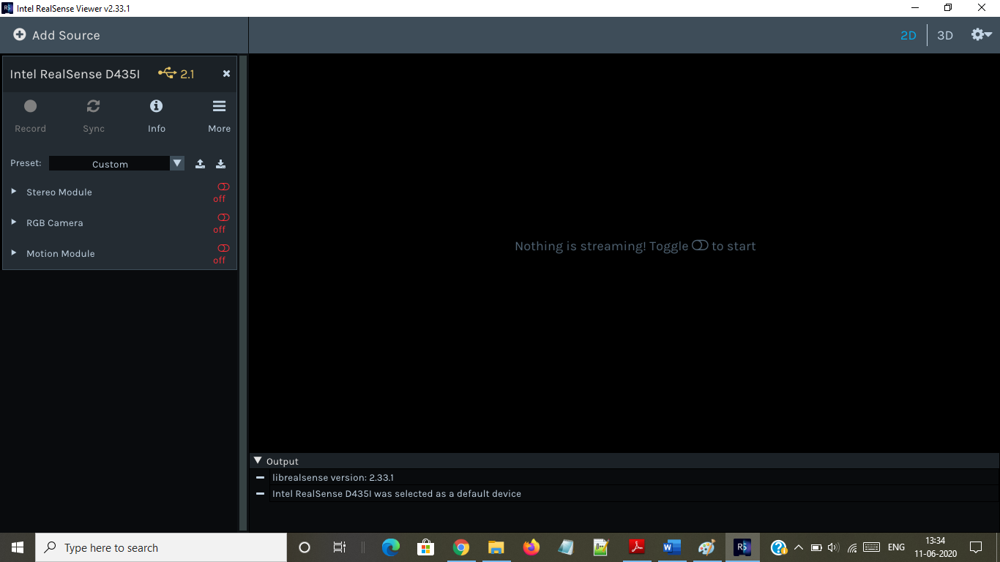 Intel RealSense Viewer v2.33.1
Add Source
2D
3D
Intel RealSense D435I
2.1
Record
Sync
Info
More
Preset:
Custom
Stereo Module
off
RGB Camera
off
Motion Module
off
Nothing is streaming! Toggle to start
Output
librealsense version: 2.33.1
Intel RealSense D435I was selected as a default device
Type here to search
ENG
13:34
11-06-2020